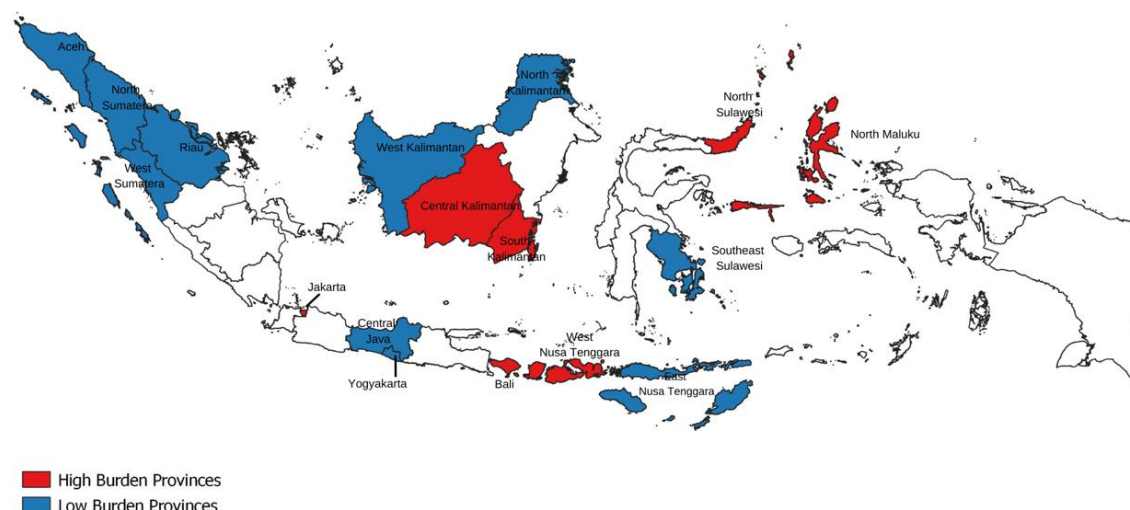 Aceh
North
Sumatera
Riau
West
Sumatera
North
Kalimantan
West Kalimantan
Central Kalimantan
South
Kalimantan
North
Sulawesi
North Maluku
Southeast
Sulawesi
Jakarta
Central
Java
Yogyakarta
West
Nusa Tenggara
Bali
East
Nusa Tenggara
High Burden Provinces
Low Burden Provinces